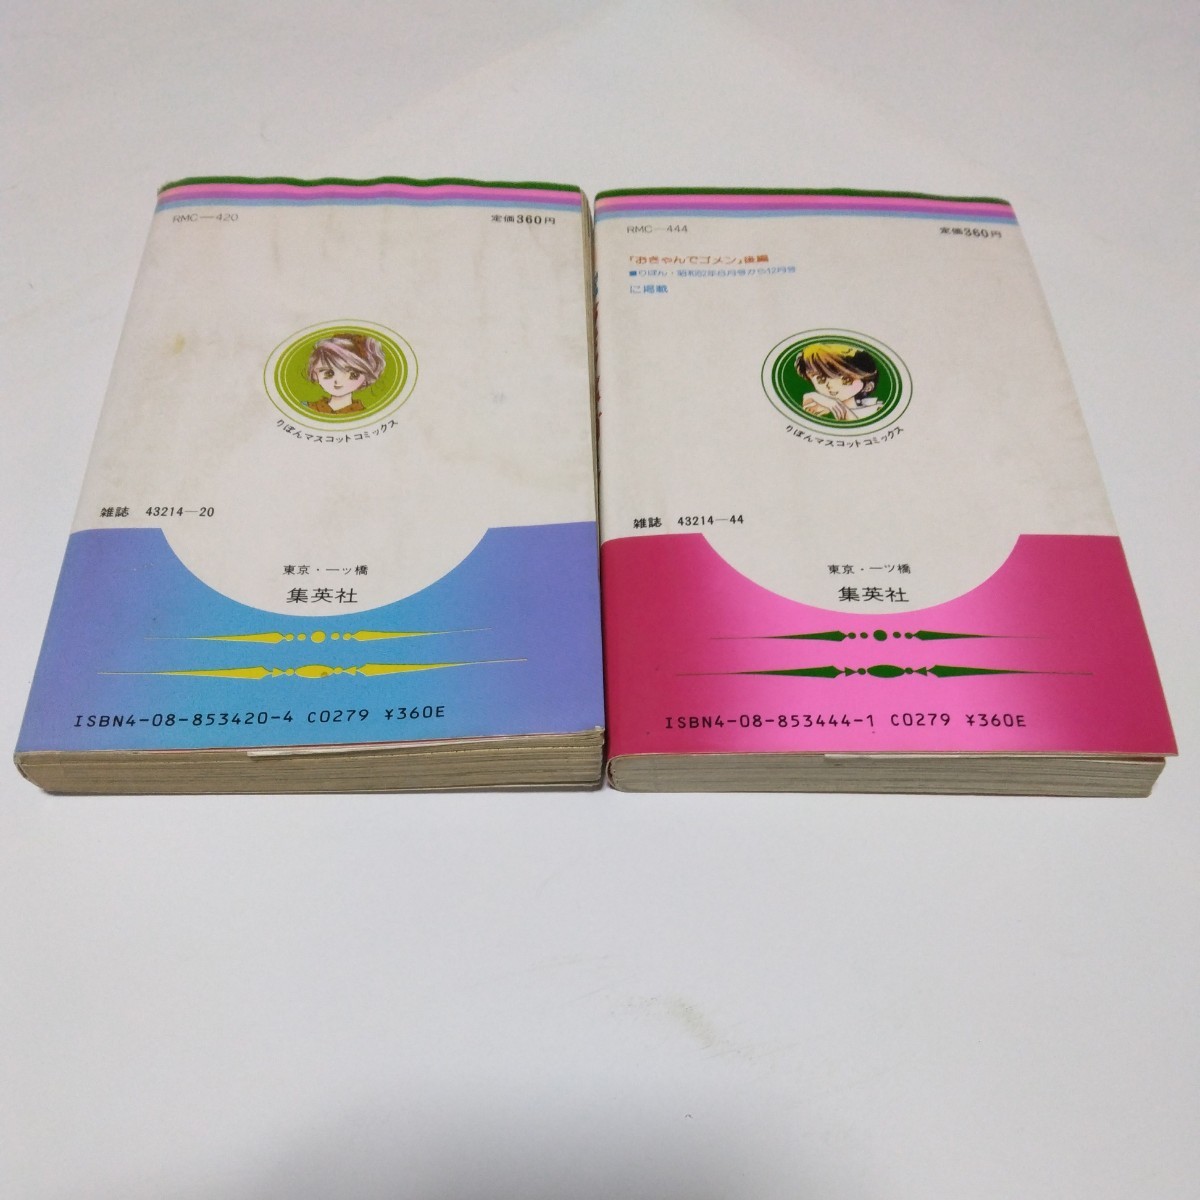 RMC—420
定価360円
りぼんマスコットコミックス
雑誌 43214—20
東京・一ツ橋
集英社
ISBN4-08-853420-4 C0279 ¥360E
RMC—444
定価360円
「おきゃんでゴメン」後編
■りぼん・昭和62年8月号から12月号
に掲載
りぼんマスコットコミックス
雑誌 43214—44
東京・一ツ橋
集英社
ISBN4-08-853444-1 C0279 ¥360E